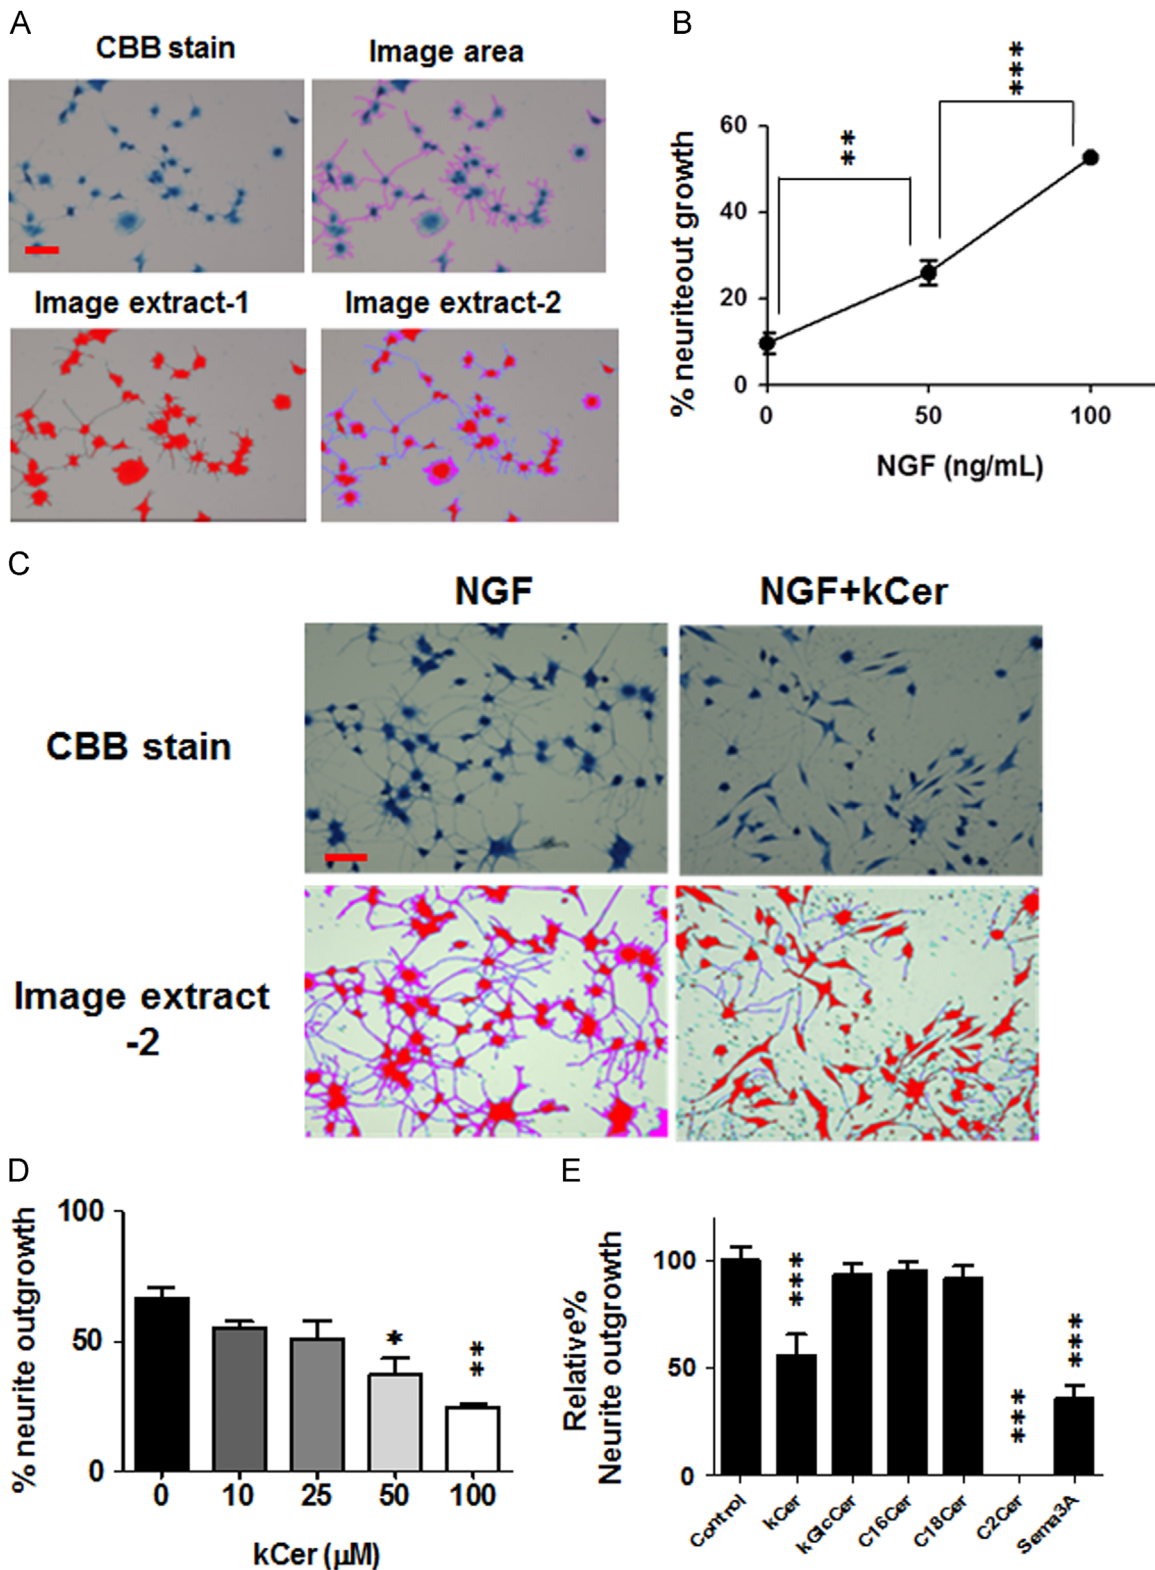 A
CBB stain
Image area
Image extract-1
Image extract-2
B
% neuriteout growth
60
40
20
0
**
***
0
50
100
NGF (ng/mL)
C
NGF
NGF+kCer
CBB stain
Image extract
-2
D
% neurite outgrowth
100
50
0
*
**
0
10
25
50
100
kCer (µM)
E
Relative%
Neurite outgrowth
100
50
0
***
***
***
Control
kCer
kGlcCer
C16Cer
C18Cer
C2Cer
Sema3A